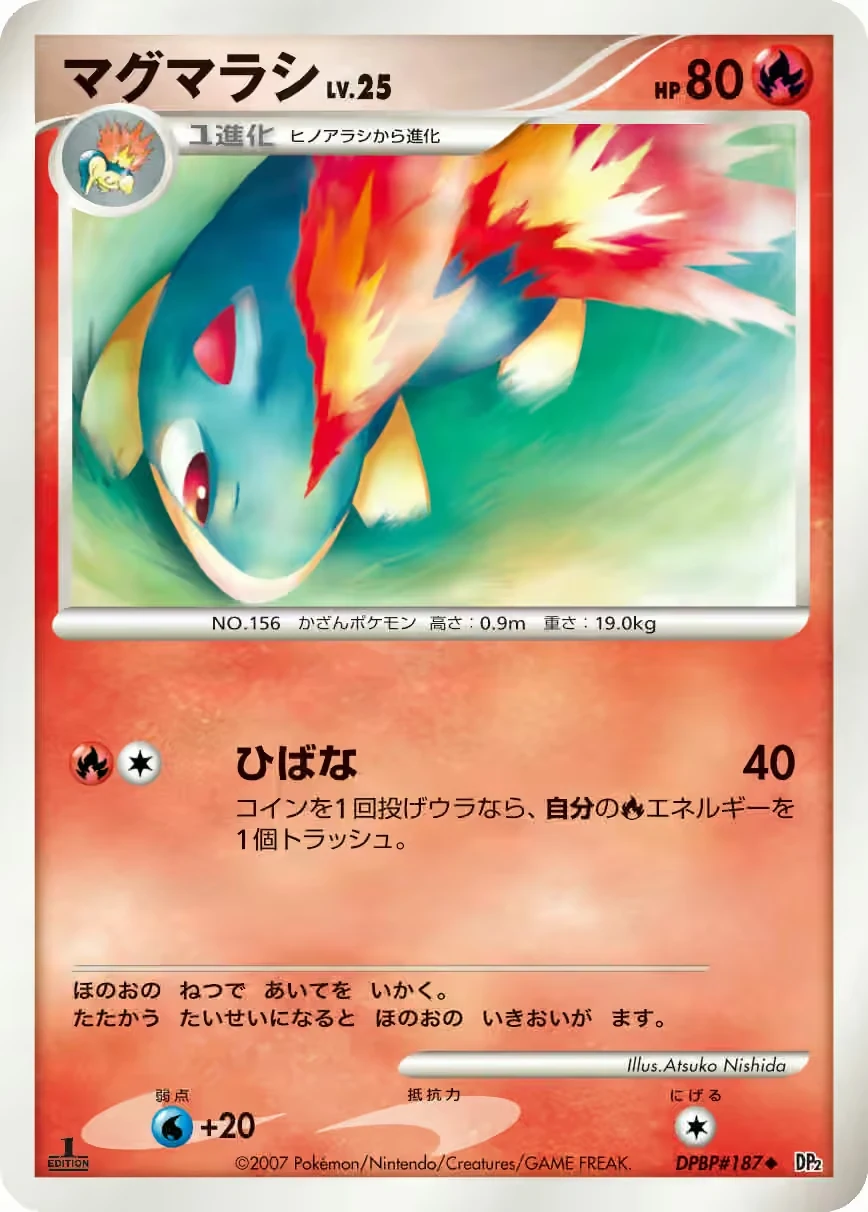 マグマラシ LV.25 HP 80
1進化 ヒノアラシから進化
NO.156 かざんポケモン 高さ:0.9m 重さ:19.0kg
ひばな 40
コインを1回投げウラなら、自分のエネルギーを
1個トラッシュ。
ほのおの ねつで あいてを いかく。
たたかう たいせいになると ほのおの いきおいが ます。
Illus.Atsuko Nishida
弱点 抵抗力 にげる
+20
1 EDITION
©2007 Pokémon/Nintendo/Creatures/GAME FREAK. DPBP#187◆ DP2